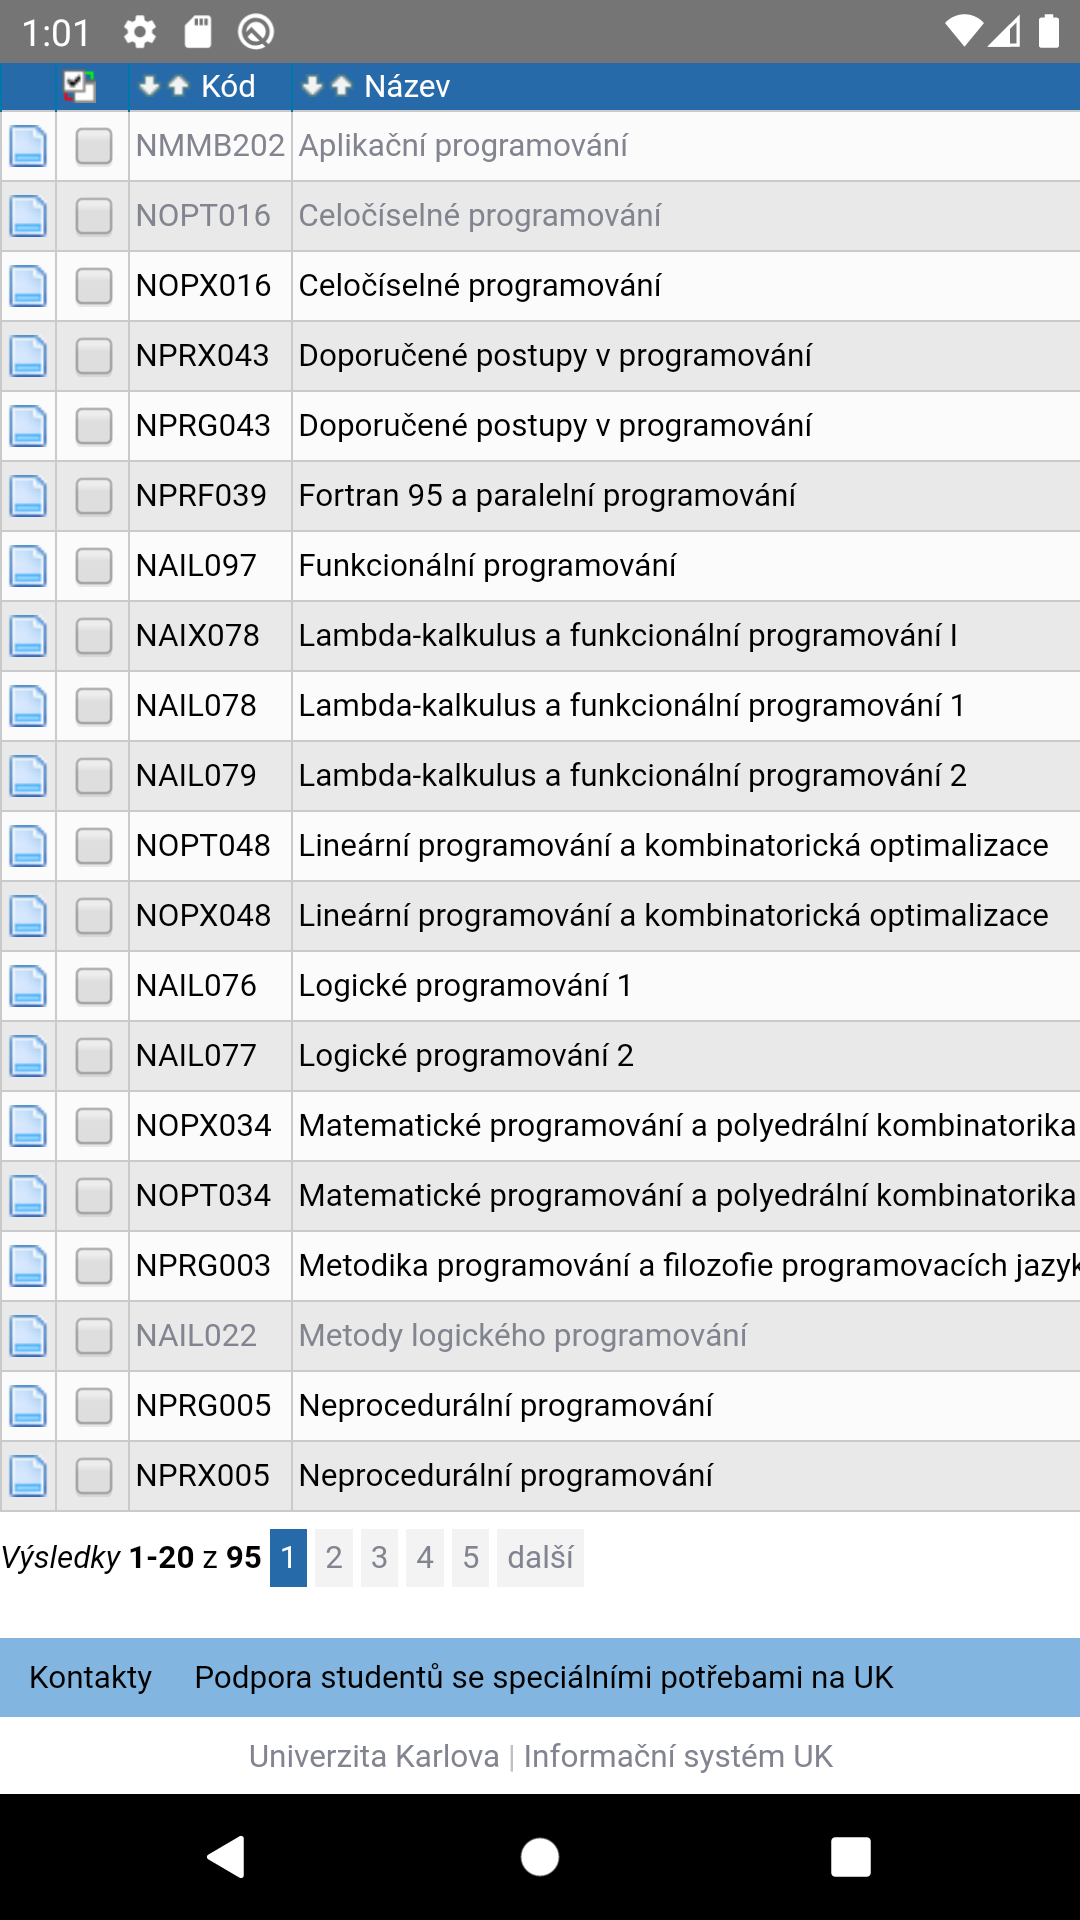 1:01
Kód Název
NMMB202 Aplikační programování
NOPT016 Celočíselné programování
NOPX016 Celočíselné programování
NPRX043 Doporučené postupy v programování
NPRG043 Doporučené postupy v programování
NPRF039 Fortran 95 a paralelní programování
NAIL097 Funkcionální programování
NAIX078 Lambda-kalkulus a funkcionální programování I
NAIL078 Lambda-kalkulus a funkcionální programování 1
NAIL079 Lambda-kalkulus a funkcionální programování 2
NOPT048 Lineární programování a kombinatorická optimalizace
NOPX048 Lineární programování a kombinatorická optimalizace
NAIL076 Logické programování 1
NAIL077 Logické programování 2
NOPX034 Matematické programování a polyedrální kombinatorika
NOPT034 Matematické programování a polyedrální kombinatorika
NPRG003 Metodika programování a filozofie programovacích jazyk
NAIL022 Metody logického programování
NPRG005 Neprocedurální programování
NPRX005 Neprocedurální programování
Výsledky 1-20 z 95 1 2 3 4 5 další
Kontakty Podpora studentů se speciálními potřebami na UK
Univerzita Karlova | Informační systém UK